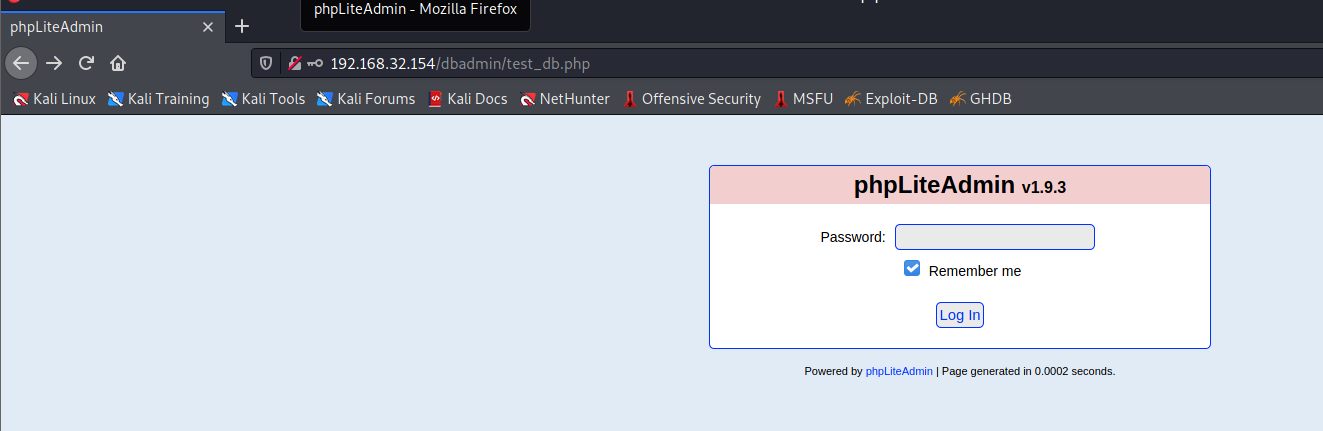 phpLiteAdmin - Mozilla Firefox
phpLiteAdmin
192.168.32.154/dbadmin/test_db.php
Kali Linux Kali Training Kali Tools Kali Forums Kali Docs NetHunter Offensive Security MSFU Exploit-DB GHDB
phpLiteAdmin v1.9.3
Password:
Remember me
Log In
Powered by phpLiteAdmin | Page generated in 0.0002 seconds.